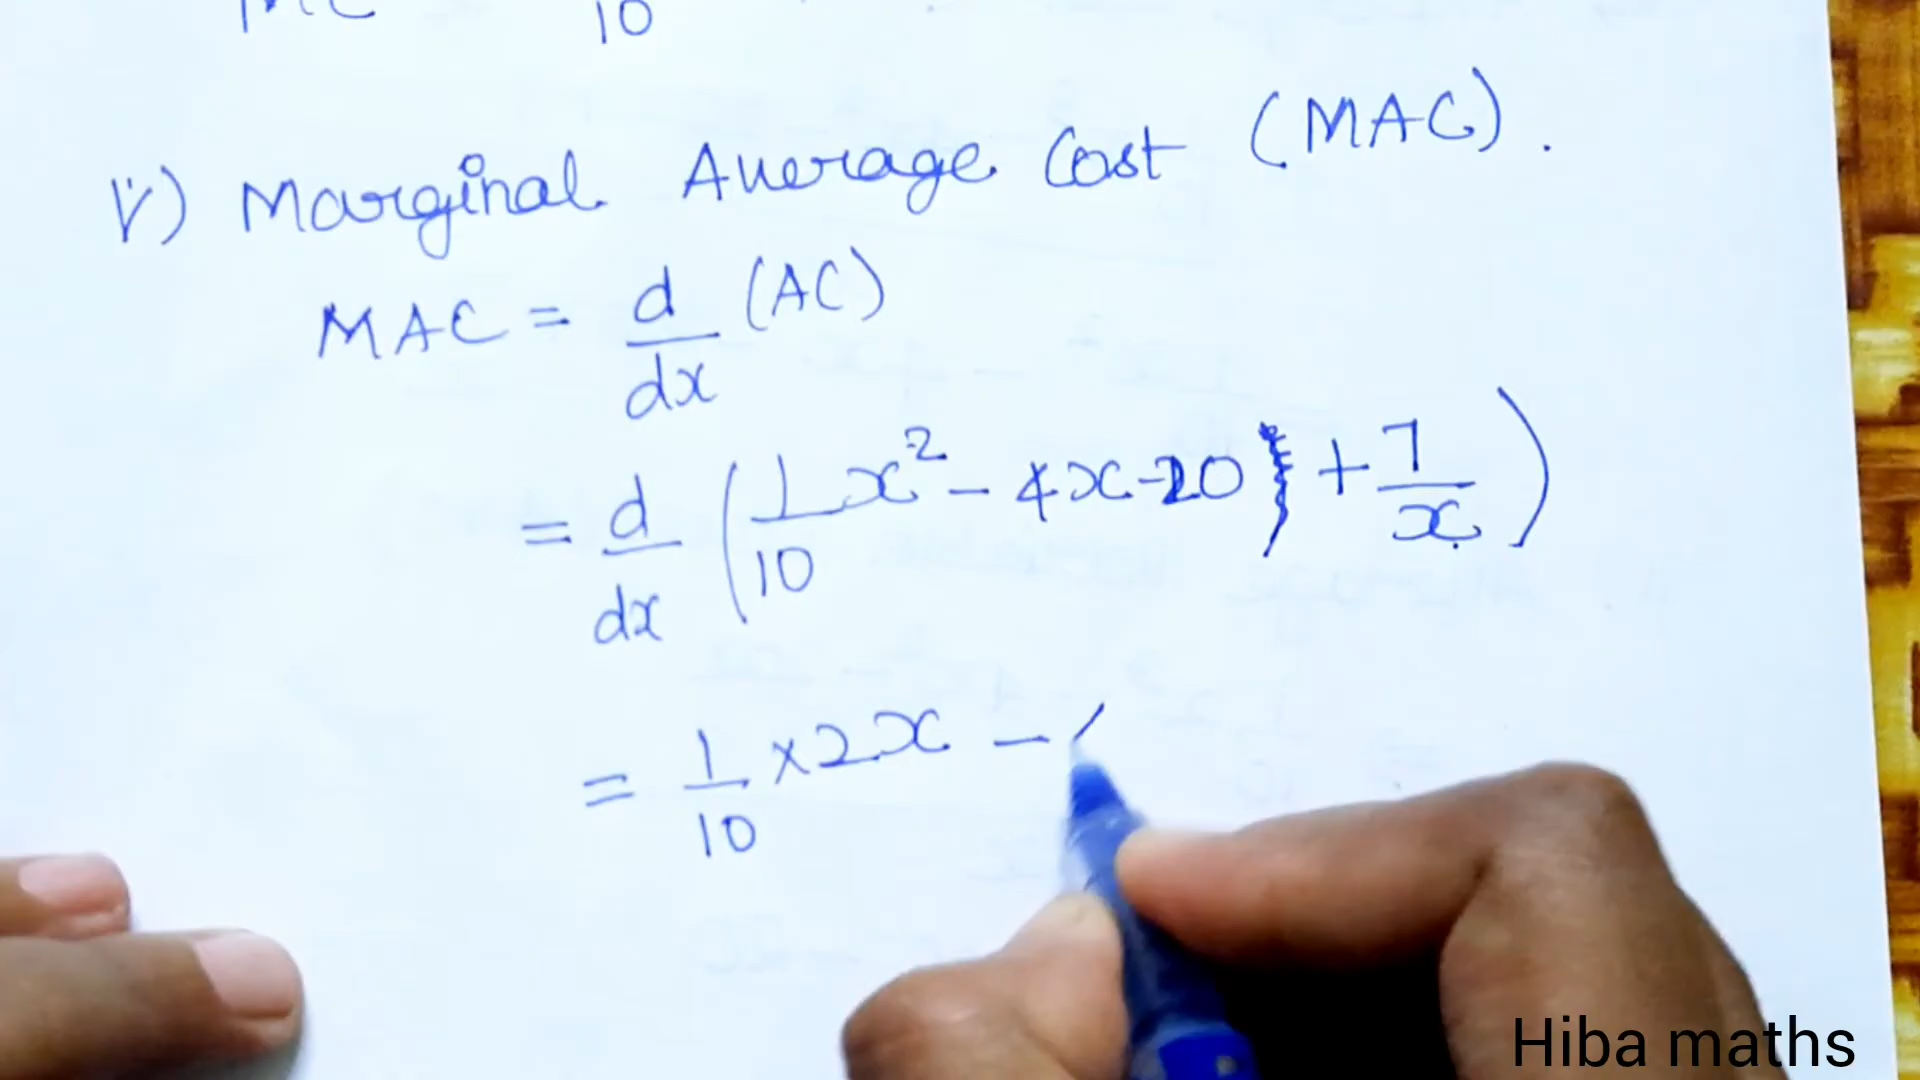 10
V) Marginal Average Cost (MAC).
MAC = d/dx (AC)
= d/dx (1/10 x² - 4x - 20 + 7/x)
= 1/10 × 2x -
Hiba maths